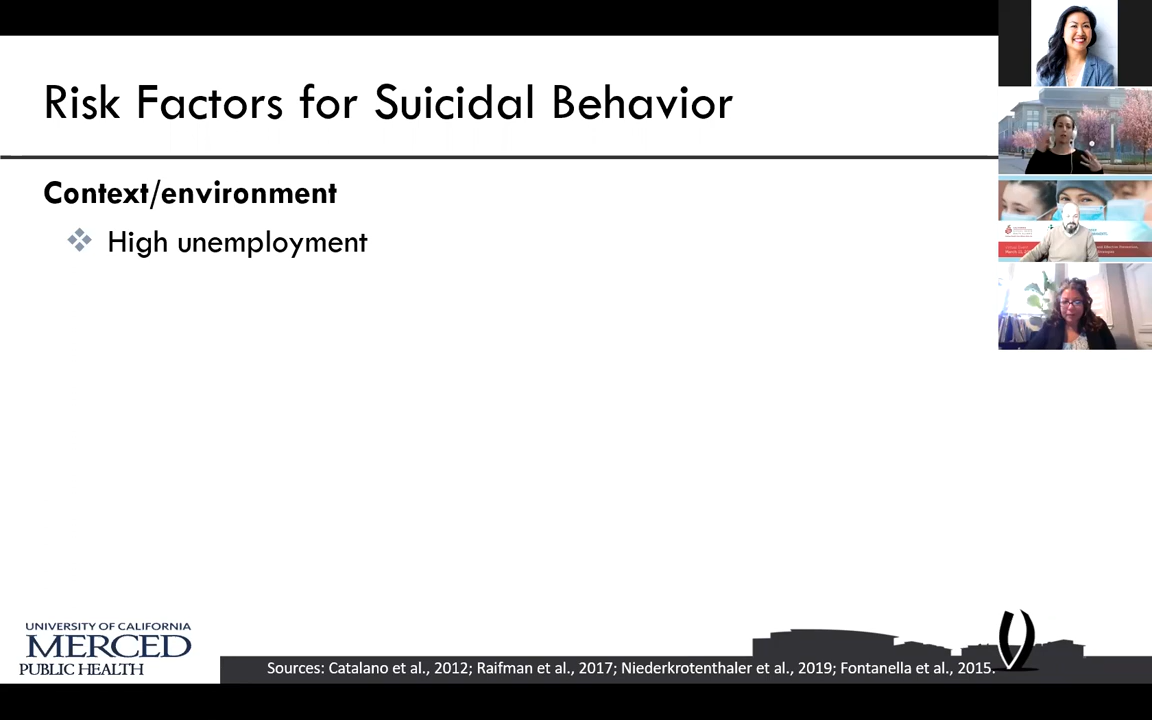 Risk Factors for Suicidal Behavior
Context/environment
High unemployment
UNIVERSITY OF CALIFORNIA
MERCED
PUBLIC HEALTH
Sources: Catalano et al., 2012; Raifman et al., 2017; Niederkrotenthaler et al., 2019; Fontanella et al., 2015.